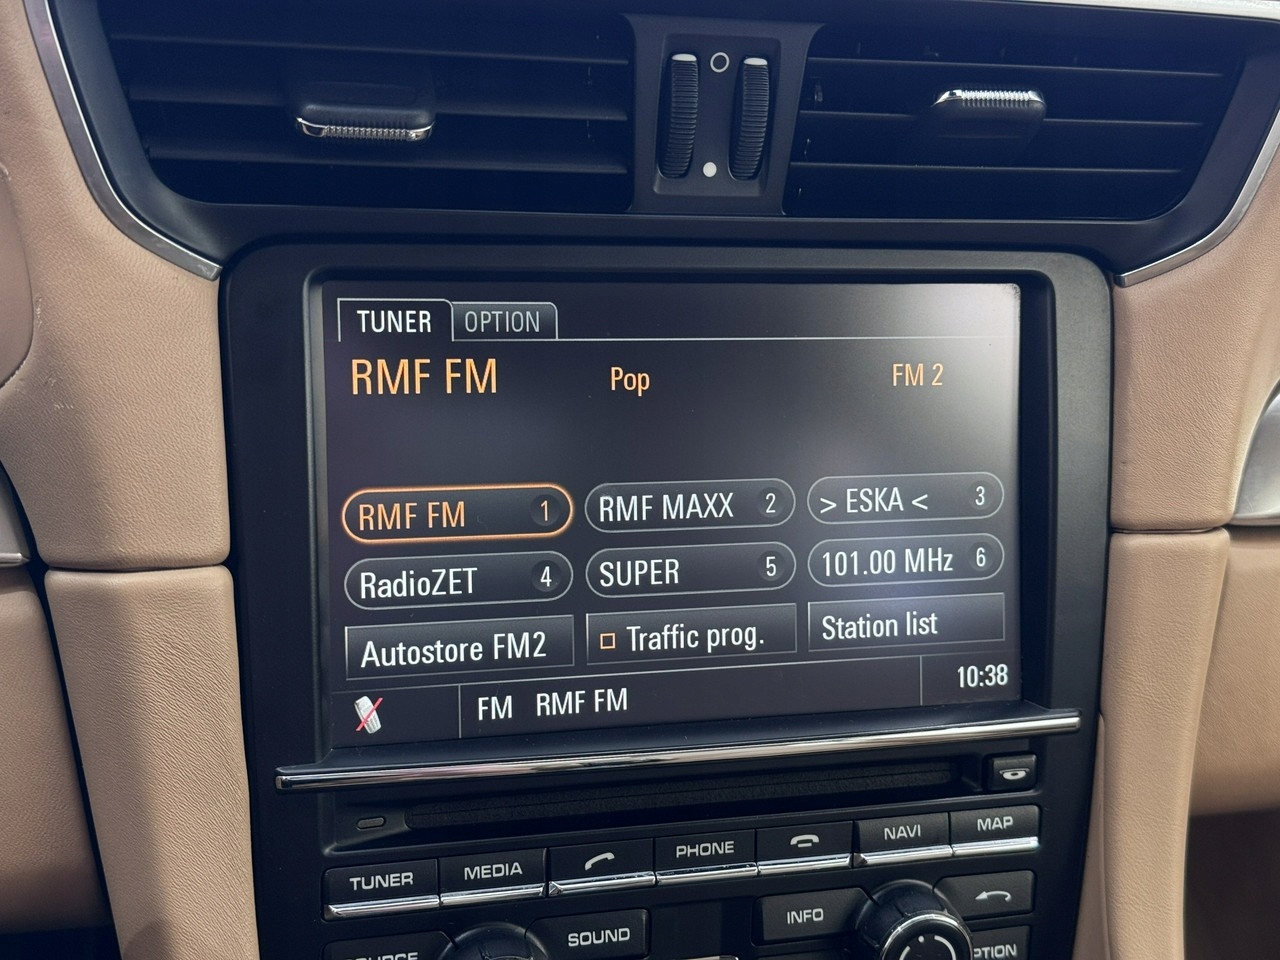 TUNER OPTION
RMF FM Pop FM 2
RMF FM 1 RMF MAXX 2 > ESKA < 3
RadioZET 4 SUPER 5 101.00 MHz 6
Autostore FM2 Traffic prog. Station list
FM RMF FM 10:38
TUNER MEDIA PHONE NAVI MAP
SOUND INFO